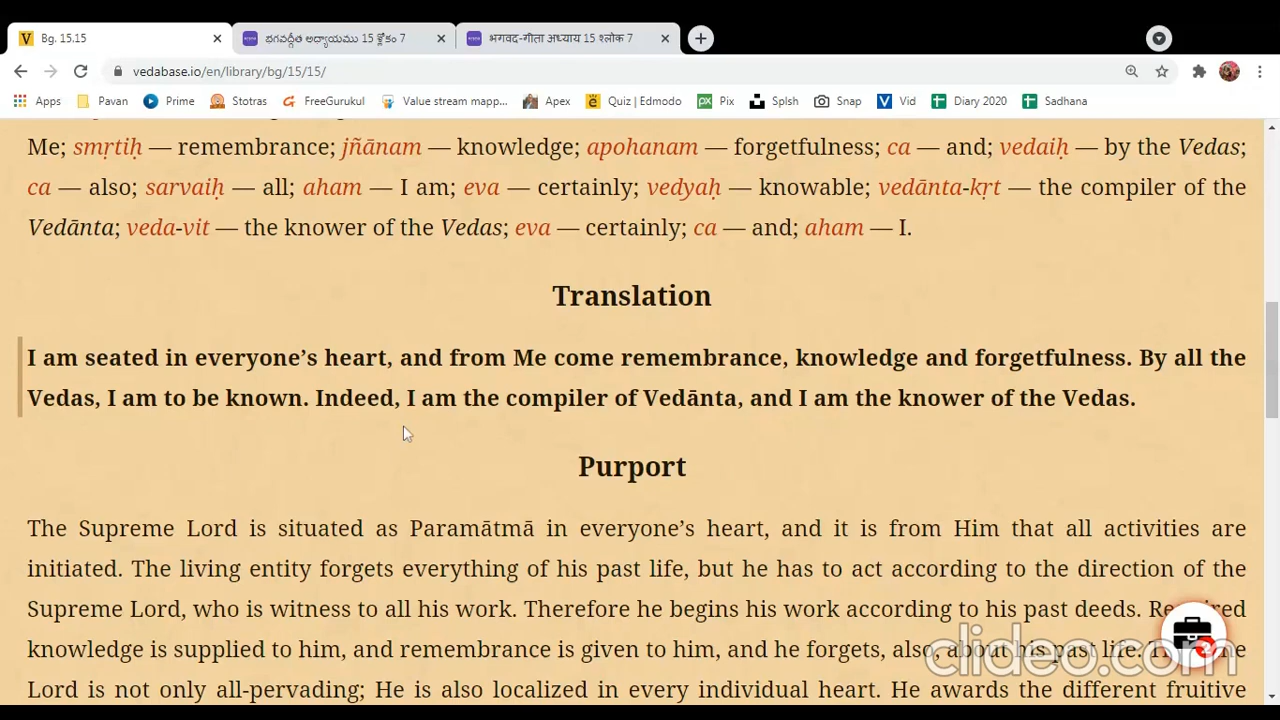 Bg. 15.15
భగవద్గీత అధ్యాయము 15 శ్లోకం 7
भगवद-गीता अध्याय 15 श्लोक 7
vedabase.io/en/library/bg/15/15/
Apps Pavan Prime Stotras FreeGurukul Value stream mapp... Apex Quiz | Edmodo Pix Splsh Snap Vid Diary 2020 Sadhana
Me; smṛtiḥ — remembrance; jñānam — knowledge; apohanam — forgetfulness; ca — and; vedaiḥ — by the Vedas;
ca — also; sarvaiḥ — all; aham — I am; eva — certainly; vedyaḥ — knowable; vedānta-kṛt — the compiler of the
Vedānta; veda-vit — the knower of the Vedas; eva — certainly; ca — and; aham — I.
Translation
I am seated in everyone’s heart, and from Me come remembrance, knowledge and forgetfulness. By all the
Vedas, I am to be known. Indeed, I am the compiler of Vedānta, and I am the knower of the Vedas.
Purport
The Supreme Lord is situated as Paramātmā in everyone’s heart, and it is from Him that all activities are
initiated. The living entity forgets everything of his past life, but he has to act according to the direction of the
Supreme Lord, who is witness to all his work. Therefore he begins his work according to his past deeds.
knowledge is supplied to him, and remembrance is given to him, and he forgets, also, about his past life.
Lord is not only all-pervading; He is also localized in every individual heart. He awards the different fruitive
clideo.com